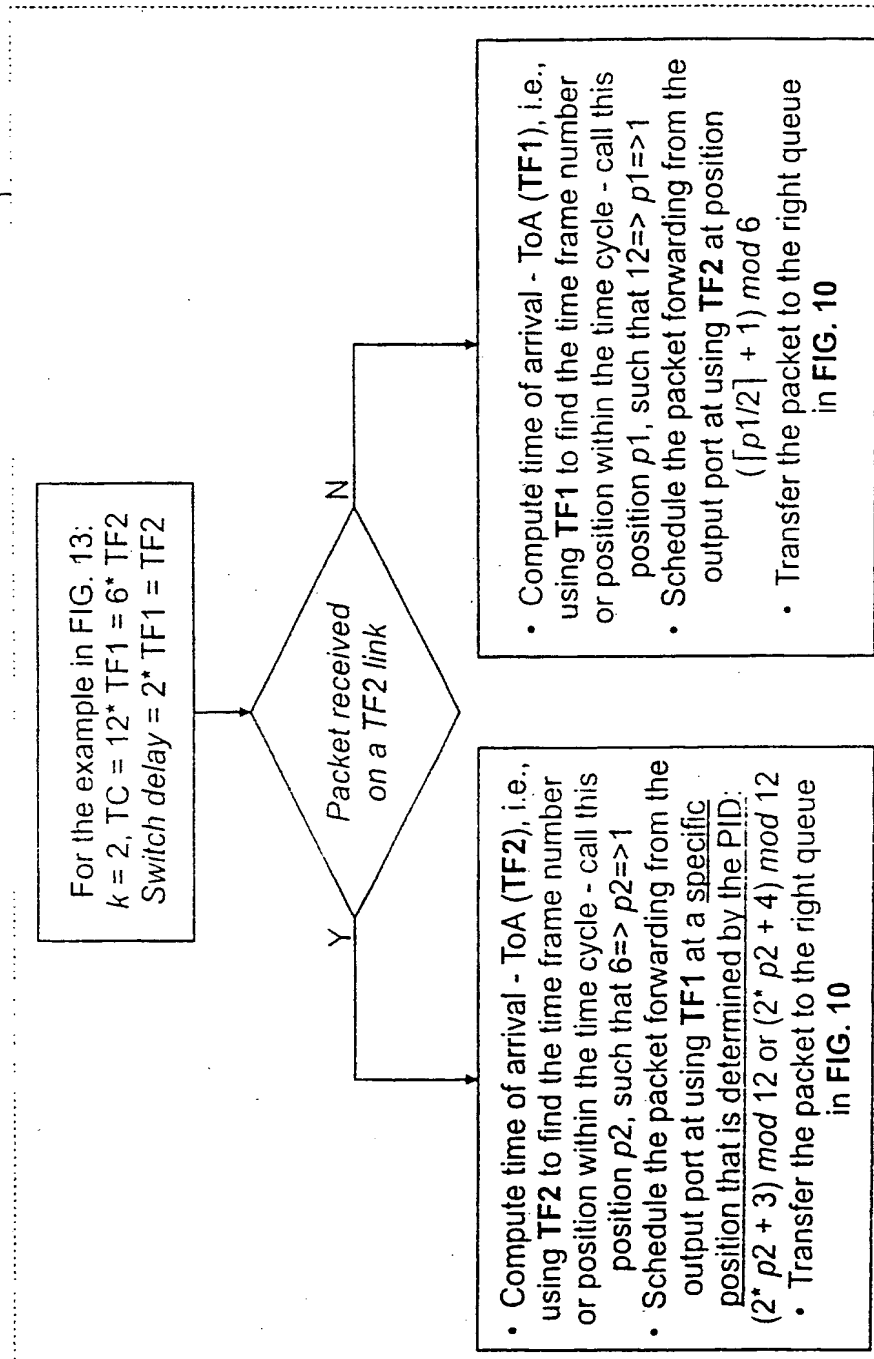 For the example in FIG. 13:
k = 2, TC = 12* TF1 = 6* TF2
Switch delay = 2* TF1 = TF2
Packet received
on a TF2 link
Y
N
• Compute time of arrival - ToA (TF2), i.e.,
using TF2 to find the time frame number
or position within the time cycle - call this
position p2, such that 6=> p2=>1
• Schedule the packet forwarding from the
output port at using TF1 at a specific
position that is determined by the PID:
(2* p2 + 3) mod 12 or (2* p2 + 4) mod 12
• Transfer the packet to the right queue
in FIG. 10
• Compute time of arrival - ToA (TF1), i.e.,
using TF1 to find the time frame number
or position within the time cycle - call this
position p1, such that 12=> p1=>1
• Schedule the packet forwarding from the
output port at using TF2 at position
(⌈p1/2⌉ + 1) mod 6
• Transfer the packet to the right queue
in FIG. 10